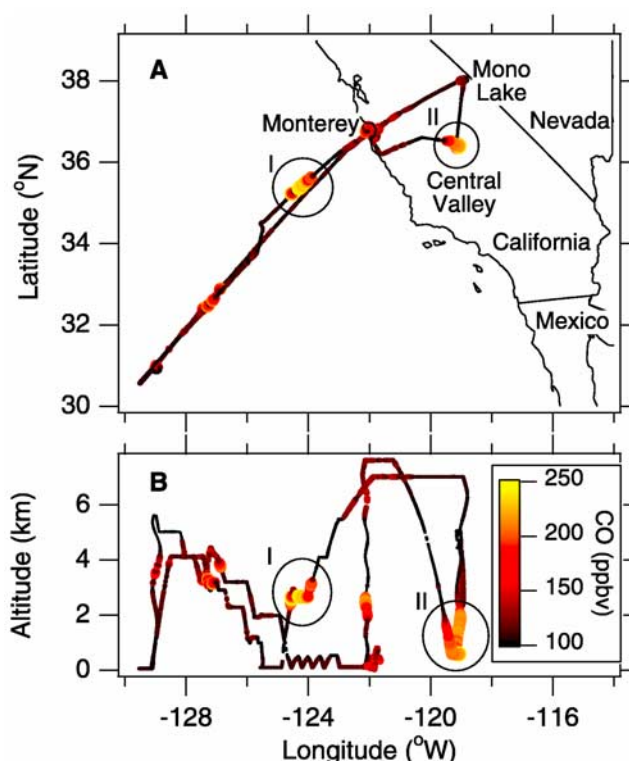 A
38
Mono
Lake
II
Nevada
Monterey
36
I
Central
Valley
Latitude (°N)
34
California
32
Mexico
30
B
6
I
4
II
2
0
Altitude (km)
250
200
150
100
CO (ppbv)
-128
-124
-120
-116
Longitude (°W)